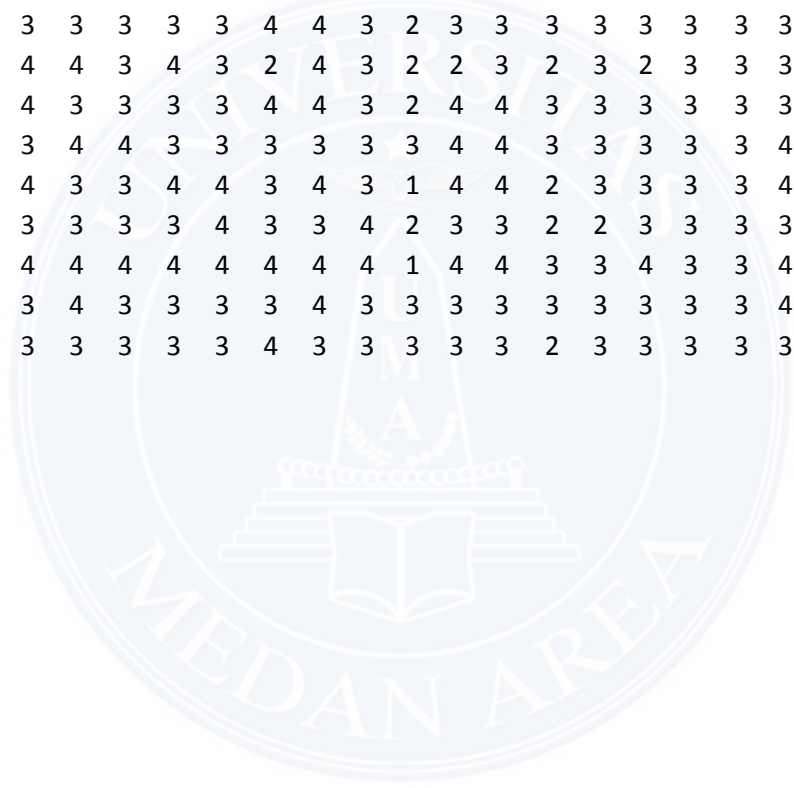 3 3 3 3 3 4 4 3 2 3 3 3 3 3 3 3 3
4 4 3 4 3 2 4 3 2 2 3 2 3 2 3 3 3
4 3 3 3 3 4 4 3 2 4 4 3 3 3 3 3 3
3 4 4 3 3 3 3 3 3 4 4 3 3 3 3 3 4
4 3 3 4 4 3 4 3 1 4 4 2 3 3 3 3 4
3 3 3 3 4 3 3 4 2 3 3 2 2 3 3 3 3
4 4 4 4 4 4 4 4 1 4 4 3 3 4 3 3 4
3 4 3 3 3 3 4 3 3 3 3 3 3 3 3 3 4
3 3 3 3 3 4 3 3 3 3 3 2 3 3 3 3 3
UNIVERSITAS
U
M
A
MEDAN AREA